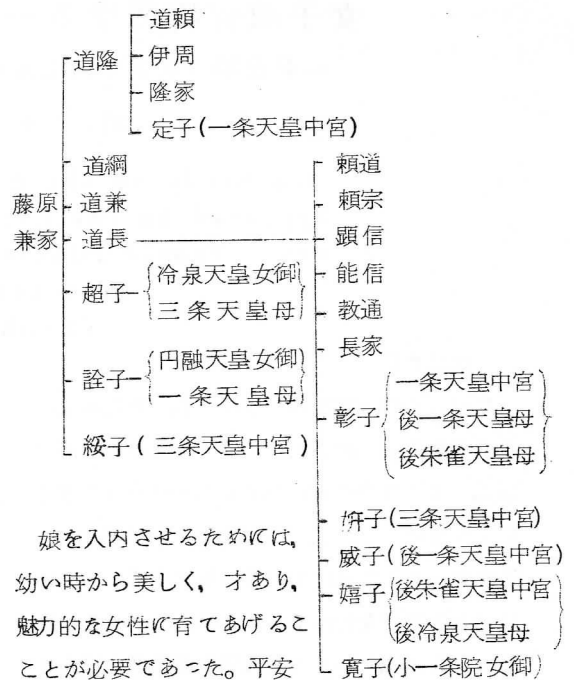 道頼
道隆 伊周
隆家
定子(一条天皇中宮)
道綱
藤原 道兼
兼家 道長
超子 冷泉天皇女御
三条天皇母
詮子 円融天皇女御
一条天皇母
綏子(三条天皇中宮)
頼道
頼宗
顕信
能信
教通
長家
彰子 一条天皇中宮
後一条天皇母
後朱雀天皇母
妍子(三条天皇中宮)
威子(後一条天皇中宮)
嬉子 後朱雀天皇中宮
後冷泉天皇母
寛子(小一条院女御)
娘を入内させるためには,
幼い時から美しく,才あり,
魅力的な女性に育てあげるこ
ことが必要であった。平安